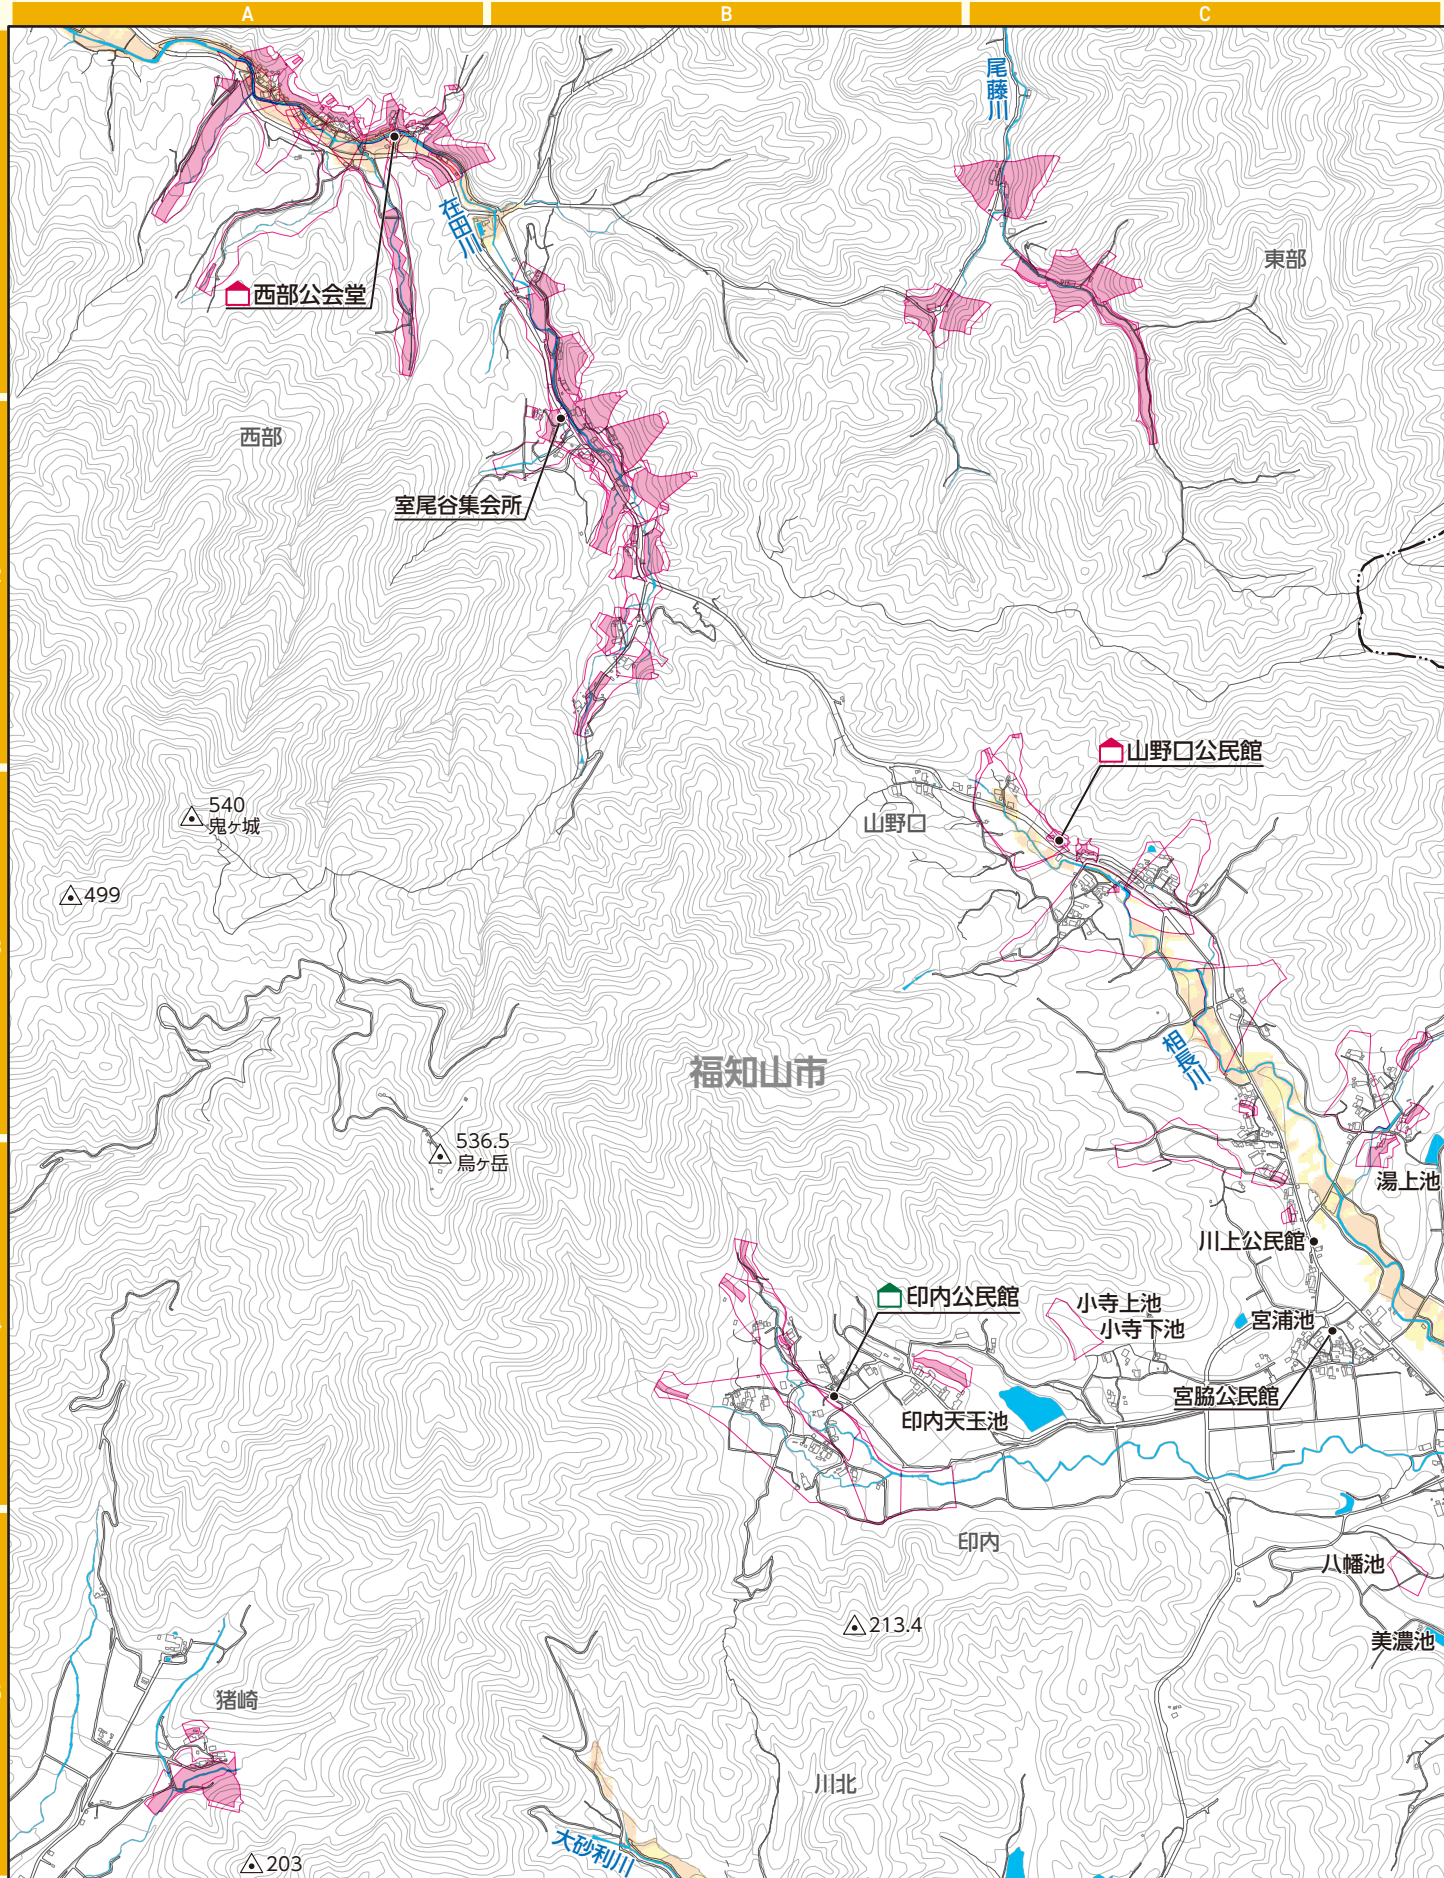 A
B
C
尾藤川
在田川
東部
西部公会堂
西部
室尾谷集会所
山野口公民館
540
鬼ヶ城
山野口
499
福知山市
相長川
536.5
烏ヶ岳
湯上池
川上公民館
印内公民館
小寺上池
小寺下池
宮浦池
宮脇公民館
印内天王池
印内
八幡池
213.4
美濃池
猪崎
川北
大砂利川
203